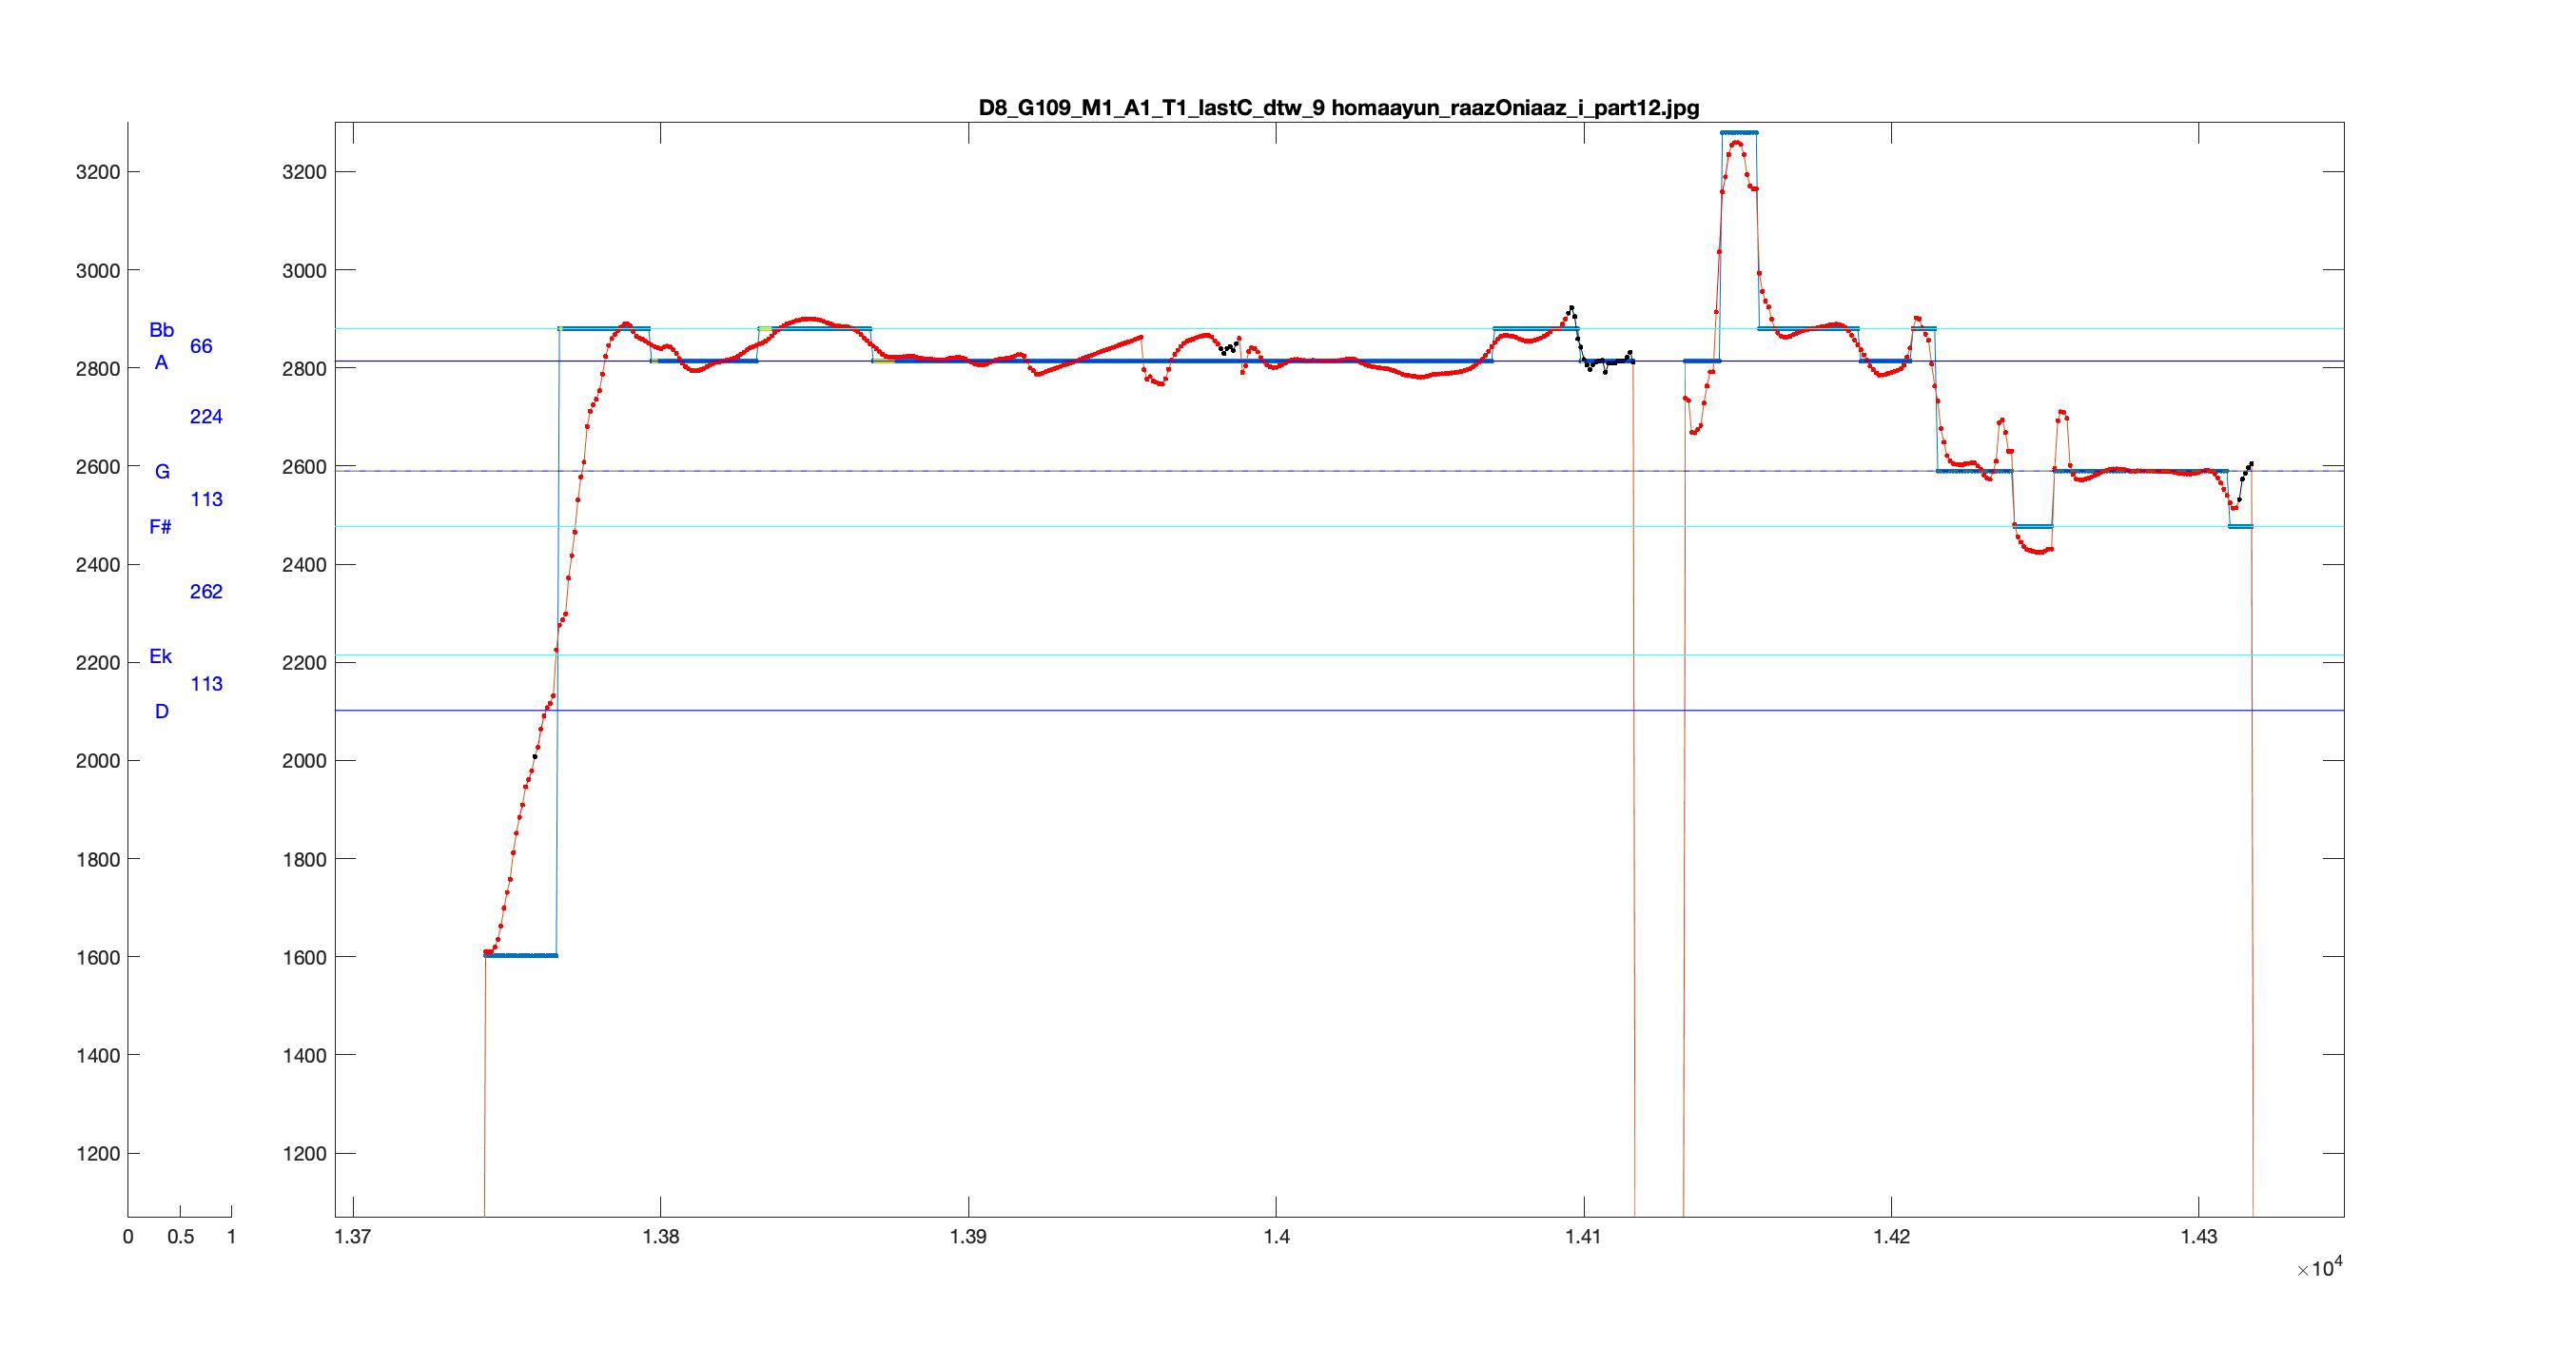 D8_G109_M1_A1_T1_lastC_dtw_9 homaayun_raazOniaaz_i_part12.jpg
3200 3200
3000 3000
Bb
66
A
2800 2800
224
G
2600 2600
113
F#
2400 2400
262
Ek
2200 2200
113
D
2000 2000
1800 1800
1600 1600
1400 1400
1200 1200
0 0.5 1 1.37 1.38 1.39 1.4 1.41 1.42 1.43
×10⁴